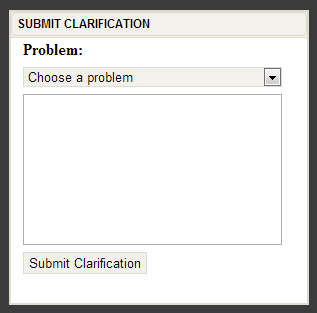 SUBMIT CLARIFICATION
Problem:
Choose a problem
Submit Clarification